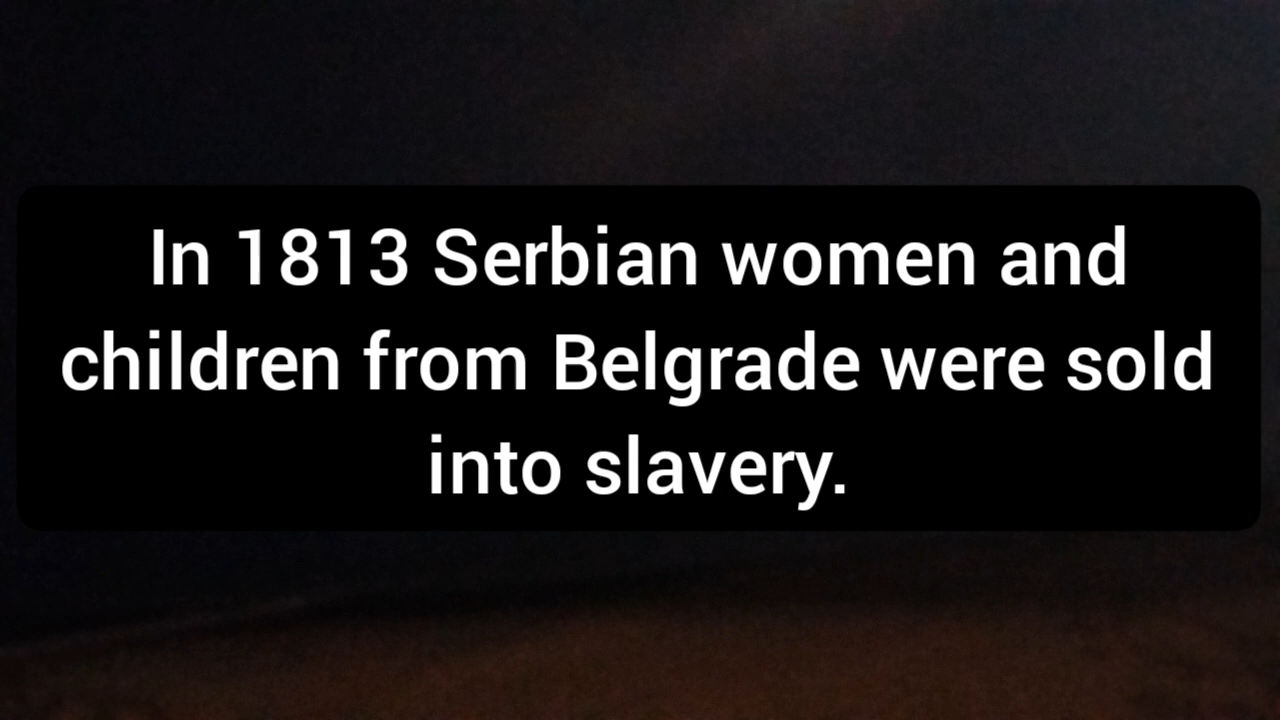 In 1813 Serbian women and
children from Belgrade were sold
into slavery.